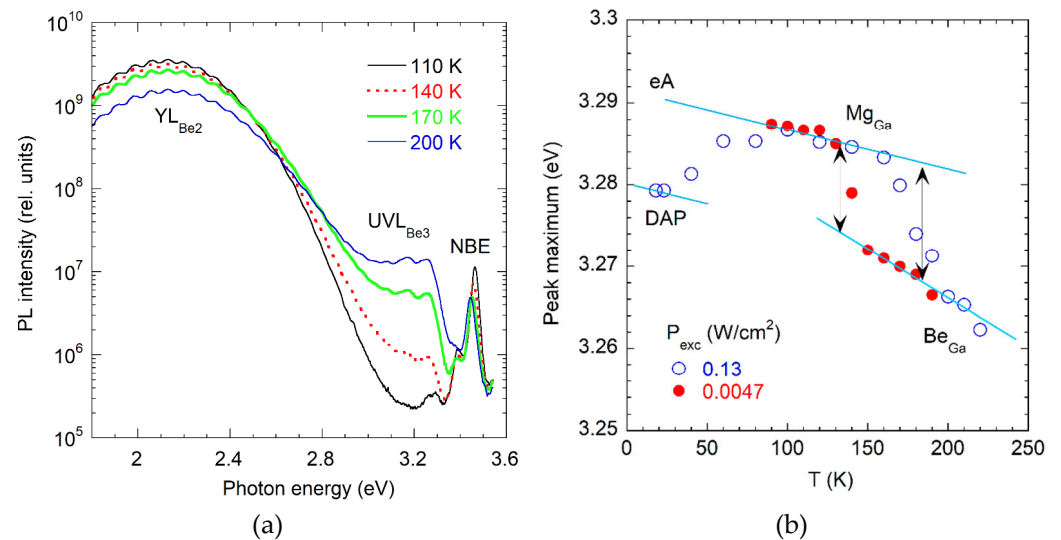 10^10
10^9
10^8
10^7
10^6
10^5
PL intensity (rel. units)
2
2.4
2.8
3.2
3.6
Photon energy (eV)
110 K
140 K
170 K
200 K
YL_Be2
UVL_Be3
NBE
(a)
3.3
3.29
3.28
3.27
3.26
3.25
Peak maximum (eV)
0
50
100
150
200
250
T (K)
eA
Mg_Ga
DAP
Be_Ga
P_exc (W/cm²)
0.13
0.0047
(b)